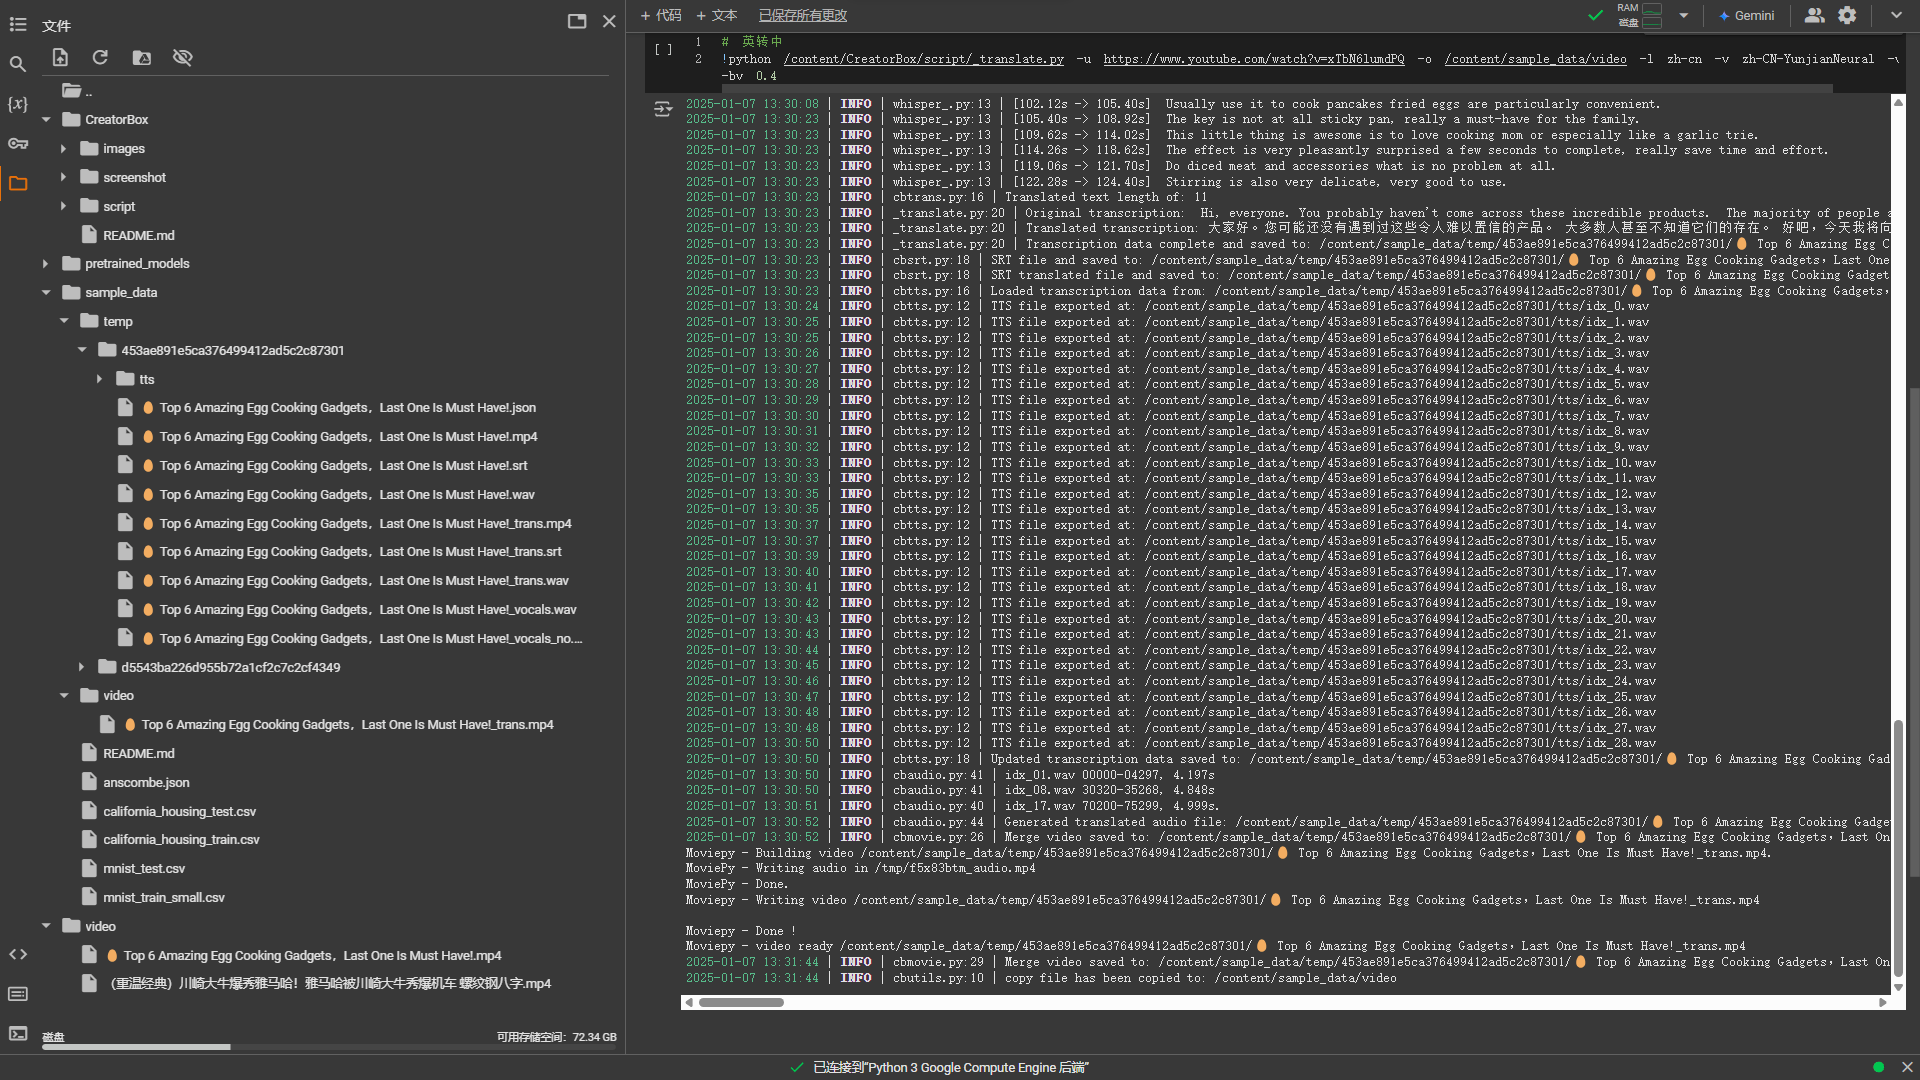 文件
..
CreatorBox
images
screenshot
script
README.md
pretrained_models
sample_data
temp
453ae891e5ca376499412ad5c2c87301
tts
Top 6 Amazing Egg Cooking Gadgets，Last One Is Must Have!.json
Top 6 Amazing Egg Cooking Gadgets，Last One Is Must Have!.mp4
Top 6 Amazing Egg Cooking Gadgets，Last One Is Must Have!.srt
Top 6 Amazing Egg Cooking Gadgets，Last One Is Must Have!.wav
Top 6 Amazing Egg Cooking Gadgets，Last One Is Must Have!_trans.mp4
Top 6 Amazing Egg Cooking Gadgets，Last One Is Must Have!_trans.srt
Top 6 Amazing Egg Cooking Gadgets，Last One Is Must Have!_trans.wav
Top 6 Amazing Egg Cooking Gadgets，Last One Is Must Have!_vocals.wav
Top 6 Amazing Egg Cooking Gadgets，Last One Is Must Have!_vocals_no....
d5543ba226d955b72a1cf2c7c2cf4349
video
Top 6 Amazing Egg Cooking Gadgets，Last One Is Must Have!_trans.mp4
README.md
anscombe.json
california_housing_test.csv
california_housing_train.csv
mnist_test.csv
mnist_train_small.csv
video
Top 6 Amazing Egg Cooking Gadgets，Last One Is Must Have!.mp4
（重温经典）川崎大牛爆秀雅马哈！雅马哈被川崎大牛秀爆机车 螺纹钢八字.mp4
磁盘 可用存储空间：72.34 GB
+ 代码 + 文本 已保存所有更改 RAM 磁盘 Gemini
[ ] 1 # 英转中
2 !python /content/CreatorBox/script/_translate.py -u https://www.youtube.com/watch?v=xTbN6lumdPQ -o /content/sample_data/video -l zh-cn -v zh-CN-YunjianNeural -v
-bv 0.4
2025-01-07 13:30:08 | INFO | whisper_.py:13 | [102.12s -> 105.40s] Usually use it to cook pancakes fried eggs are particularly convenient.
2025-01-07 13:30:23 | INFO | whisper_.py:13 | [105.40s -> 108.92s] The key is not at all sticky pan, really a must-have for the family.
2025-01-07 13:30:23 | INFO | whisper_.py:13 | [109.62s -> 114.02s] This little thing is awesome is to love cooking mom or especially like a garlic trie.
2025-01-07 13:30:23 | INFO | whisper_.py:13 | [114.26s -> 118.62s] The effect is very pleasantly surprised a few seconds to complete, really save time and effort.
2025-01-07 13:30:23 | INFO | whisper_.py:13 | [119.06s -> 121.70s] Do diced meat and accessories what is no problem at all.
2025-01-07 13:30:23 | INFO | whisper_.py:13 | [122.28s -> 124.40s] Stirring is also very delicate, very good to use.
2025-01-07 13:30:23 | INFO | cbtrans.py:16 | Translated text length of: 11
2025-01-07 13:30:23 | INFO | _translate.py:20 | Original transcription: Hi, everyone. You probably haven't come across these incredible products. The majority of people a
2025-01-07 13:30:23 | INFO | _translate.py:20 | Translated transcription: 大家好。您可能还没有遇到过这些令人难以置信的产品。 大多数人甚至不知道它们的存在。 好吧，今天我将向
2025-01-07 13:30:23 | INFO | _translate.py:20 | Transcription data complete and saved to: /content/sample_data/temp/453ae891e5ca376499412ad5c2c87301/ Top 6 Amazing Egg C
2025-01-07 13:30:23 | INFO | cbsrt.py:18 | SRT file and saved to: /content/sample_data/temp/453ae891e5ca376499412ad5c2c87301/ Top 6 Amazing Egg Cooking Gadgets，Last One
2025-01-07 13:30:23 | INFO | cbsrt.py:18 | SRT translated file and saved to: /content/sample_data/temp/453ae891e5ca376499412ad5c2c87301/ Top 6 Amazing Egg Cooking Gadget
2025-01-07 13:30:23 | INFO | cbtts.py:16 | Loaded transcription data from: /content/sample_data/temp/453ae891e5ca376499412ad5c2c87301/ Top 6 Amazing Egg Cooking Gadgets，
2025-01-07 13:30:24 | INFO | cbtts.py:12 | TTS file exported at: /content/sample_data/temp/453ae891e5ca376499412ad5c2c87301/tts/idx_0.wav
2025-01-07 13:30:25 | INFO | cbtts.py:12 | TTS file exported at: /content/sample_data/temp/453ae891e5ca376499412ad5c2c87301/tts/idx_1.wav
2025-01-07 13:30:25 | INFO | cbtts.py:12 | TTS file exported at: /content/sample_data/temp/453ae891e5ca376499412ad5c2c87301/tts/idx_2.wav
2025-01-07 13:30:26 | INFO | cbtts.py:12 | TTS file exported at: /content/sample_data/temp/453ae891e5ca376499412ad5c2c87301/tts/idx_3.wav
2025-01-07 13:30:27 | INFO | cbtts.py:12 | TTS file exported at: /content/sample_data/temp/453ae891e5ca376499412ad5c2c87301/tts/idx_4.wav
2025-01-07 13:30:28 | INFO | cbtts.py:12 | TTS file exported at: /content/sample_data/temp/453ae891e5ca376499412ad5c2c87301/tts/idx_5.wav
2025-01-07 13:30:29 | INFO | cbtts.py:12 | TTS file exported at: /content/sample_data/temp/453ae891e5ca376499412ad5c2c87301/tts/idx_6.wav
2025-01-07 13:30:30 | INFO | cbtts.py:12 | TTS file exported at: /content/sample_data/temp/453ae891e5ca376499412ad5c2c87301/tts/idx_7.wav
2025-01-07 13:30:31 | INFO | cbtts.py:12 | TTS file exported at: /content/sample_data/temp/453ae891e5ca376499412ad5c2c87301/tts/idx_8.wav
2025-01-07 13:30:32 | INFO | cbtts.py:12 | TTS file exported at: /content/sample_data/temp/453ae891e5ca376499412ad5c2c87301/tts/idx_9.wav
2025-01-07 13:30:33 | INFO | cbtts.py:12 | TTS file exported at: /content/sample_data/temp/453ae891e5ca376499412ad5c2c87301/tts/idx_10.wav
2025-01-07 13:30:33 | INFO | cbtts.py:12 | TTS file exported at: /content/sample_data/temp/453ae891e5ca376499412ad5c2c87301/tts/idx_11.wav
2025-01-07 13:30:35 | INFO | cbtts.py:12 | TTS file exported at: /content/sample_data/temp/453ae891e5ca376499412ad5c2c87301/tts/idx_12.wav
2025-01-07 13:30:35 | INFO | cbtts.py:12 | TTS file exported at: /content/sample_data/temp/453ae891e5ca376499412ad5c2c87301/tts/idx_13.wav
2025-01-07 13:30:37 | INFO | cbtts.py:12 | TTS file exported at: /content/sample_data/temp/453ae891e5ca376499412ad5c2c87301/tts/idx_14.wav
2025-01-07 13:30:37 | INFO | cbtts.py:12 | TTS file exported at: /content/sample_data/temp/453ae891e5ca376499412ad5c2c87301/tts/idx_15.wav
2025-01-07 13:30:39 | INFO | cbtts.py:12 | TTS file exported at: /content/sample_data/temp/453ae891e5ca376499412ad5c2c87301/tts/idx_16.wav
2025-01-07 13:30:40 | INFO | cbtts.py:12 | TTS file exported at: /content/sample_data/temp/453ae891e5ca376499412ad5c2c87301/tts/idx_17.wav
2025-01-07 13:30:41 | INFO | cbtts.py:12 | TTS file exported at: /content/sample_data/temp/453ae891e5ca376499412ad5c2c87301/tts/idx_18.wav
2025-01-07 13:30:42 | INFO | cbtts.py:12 | TTS file exported at: /content/sample_data/temp/453ae891e5ca376499412ad5c2c87301/tts/idx_19.wav
2025-01-07 13:30:43 | INFO | cbtts.py:12 | TTS file exported at: /content/sample_data/temp/453ae891e5ca376499412ad5c2c87301/tts/idx_20.wav
2025-01-07 13:30:43 | INFO | cbtts.py:12 | TTS file exported at: /content/sample_data/temp/453ae891e5ca376499412ad5c2c87301/tts/idx_21.wav
2025-01-07 13:30:44 | INFO | cbtts.py:12 | TTS file exported at: /content/sample_data/temp/453ae891e5ca376499412ad5c2c87301/tts/idx_22.wav
2025-01-07 13:30:45 | INFO | cbtts.py:12 | TTS file exported at: /content/sample_data/temp/453ae891e5ca376499412ad5c2c87301/tts/idx_23.wav
2025-01-07 13:30:46 | INFO | cbtts.py:12 | TTS file exported at: /content/sample_data/temp/453ae891e5ca376499412ad5c2c87301/tts/idx_24.wav
2025-01-07 13:30:47 | INFO | cbtts.py:12 | TTS file exported at: /content/sample_data/temp/453ae891e5ca376499412ad5c2c87301/tts/idx_25.wav
2025-01-07 13:30:48 | INFO | cbtts.py:12 | TTS file exported at: /content/sample_data/temp/453ae891e5ca376499412ad5c2c87301/tts/idx_26.wav
2025-01-07 13:30:48 | INFO | cbtts.py:12 | TTS file exported at: /content/sample_data/temp/453ae891e5ca376499412ad5c2c87301/tts/idx_27.wav
2025-01-07 13:30:50 | INFO | cbtts.py:12 | TTS file exported at: /content/sample_data/temp/453ae891e5ca376499412ad5c2c87301/tts/idx_28.wav
2025-01-07 13:30:50 | INFO | cbtts.py:18 | Updated transcription data saved to: /content/sample_data/temp/453ae891e5ca376499412ad5c2c87301/ Top 6 Amazing Egg Cooking Gad
2025-01-07 13:30:50 | INFO | cbaudio.py:41 | idx_01.wav 00000-04297, 4.197s
2025-01-07 13:30:50 | INFO | cbaudio.py:41 | idx_08.wav 30320-35268, 4.848s
2025-01-07 13:30:51 | INFO | cbaudio.py:40 | idx_17.wav 70200-75299, 4.999s.
2025-01-07 13:30:52 | INFO | cbaudio.py:44 | Generated translated audio file: /content/sample_data/temp/453ae891e5ca376499412ad5c2c87301/ Top 6 Amazing Egg Cooking Gadge
2025-01-07 13:30:52 | INFO | cbmovie.py:26 | Merge video saved to: /content/sample_data/temp/453ae891e5ca376499412ad5c2c87301/ Top 6 Amazing Egg Cooking Gadgets，Last On
Moviepy - Building video /content/sample_data/temp/453ae891e5ca376499412ad5c2c87301/ Top 6 Amazing Egg Cooking Gadgets，Last One Is Must Have!_trans.mp4.
MoviePy - Writing audio in /tmp/f5x83btm_audio.mp4
MoviePy - Done.
Moviepy - Writing video /content/sample_data/temp/453ae891e5ca376499412ad5c2c87301/ Top 6 Amazing Egg Cooking Gadgets，Last One Is Must Have!_trans.mp4
Moviepy - Done !
Moviepy - video ready /content/sample_data/temp/453ae891e5ca376499412ad5c2c87301/ Top 6 Amazing Egg Cooking Gadgets，Last One Is Must Have!_trans.mp4
2025-01-07 13:31:44 | INFO | cbmovie.py:29 | Merge video saved to: /content/sample_data/temp/453ae891e5ca376499412ad5c2c87301/ Top 6 Amazing Egg Cooking Gadgets，Last On
2025-01-07 13:31:44 | INFO | cbutils.py:10 | copy file has been copied to: /content/sample_data/video
已连接到"Python 3 Google Compute Engine 后端"